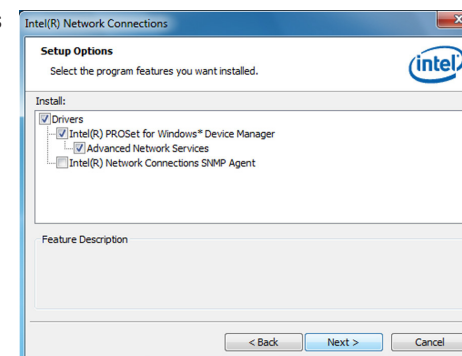 s
Intel(R) Network Connections
Setup Options
Select the program features you want installed.
intel
Install:
Drivers
Intel(R) PROSet for Windows* Device Manager
Advanced Network Services
Intel(R) Network Connections SNMP Agent
Feature Description
< Back Next > Cancel